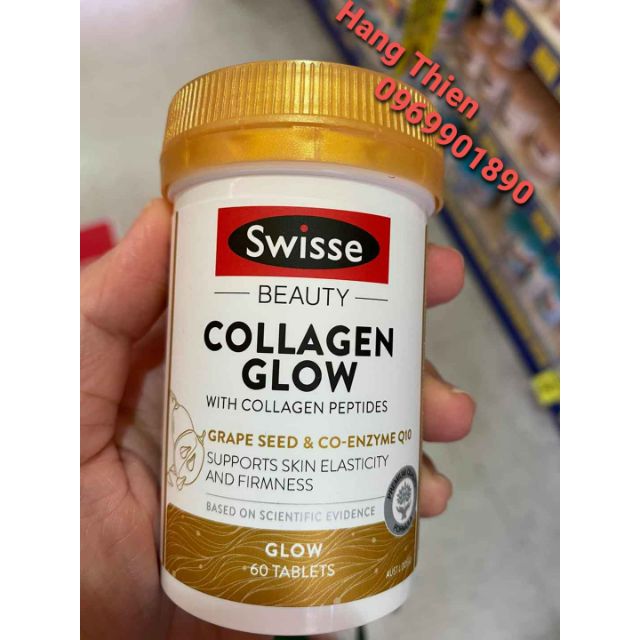 Hang Thien
0969901890
Swisse
BEAUTY
COLLAGEN
GLOW
WITH COLLAGEN PEPTIDES
GRAPE SEED & CO-ENZYME Q10
SUPPORTS SKIN ELASTICITY
AND FIRMNESS
BASED ON SCIENTIFIC EVIDENCE
GLOW
60 TABLETS